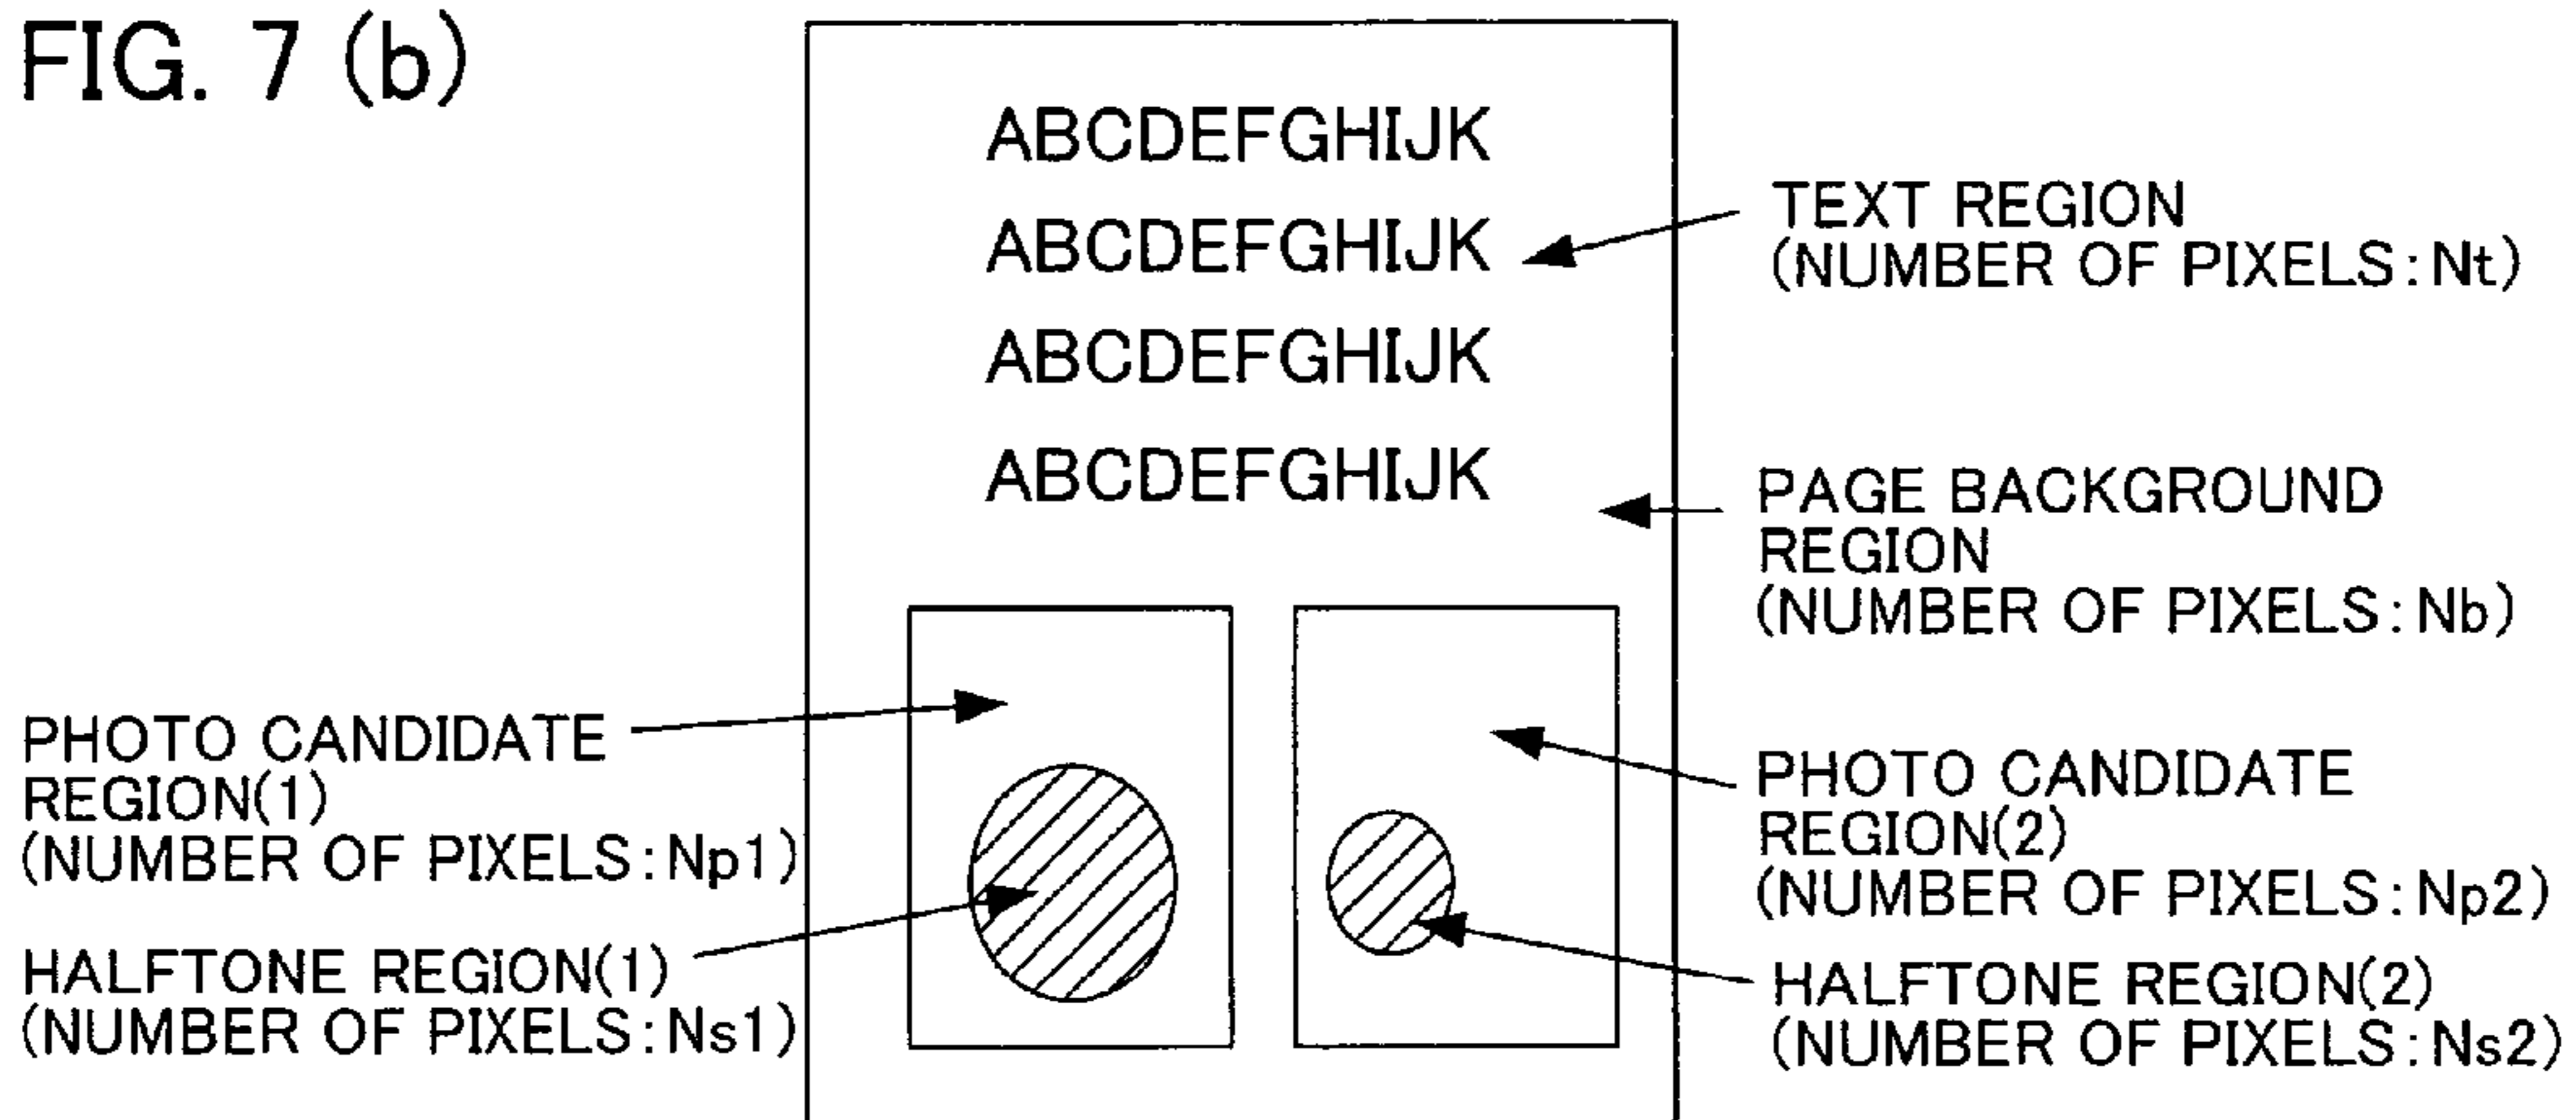 FIG. 7 (b)
ABCDEFGHIJK
ABCDEFGHIJK
ABCDEFGHIJK
ABCDEFGHIJK
TEXT REGION
(NUMBER OF PIXELS:Nt)
PAGE BACKGROUND
REGION
(NUMBER OF PIXELS:Nb)
PHOTO CANDIDATE
REGION(1)
(NUMBER OF PIXELS:Np1)
HALFTONE REGION(1)
(NUMBER OF PIXELS:Ns1)
PHOTO CANDIDATE
REGION(2)
(NUMBER OF PIXELS:Np2)
HALFTONE REGION(2)
(NUMBER OF PIXELS:Ns2)